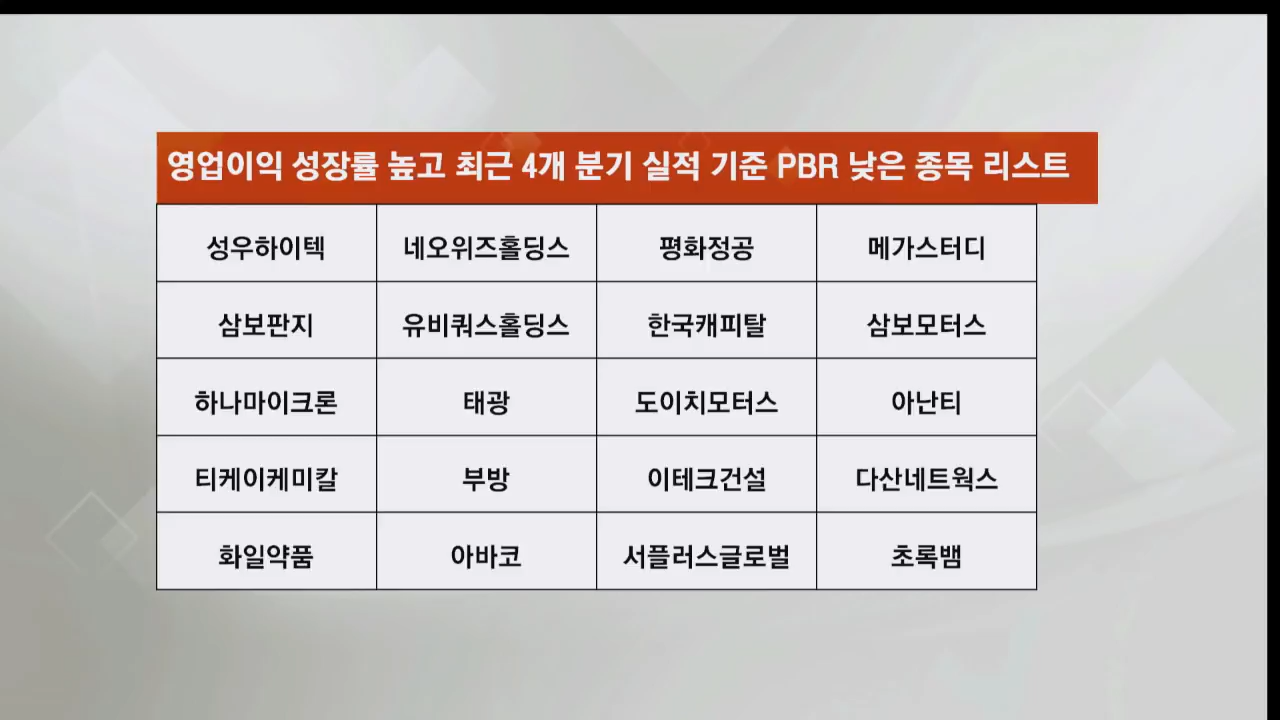 영업이익 성장률 높고 최근 4개 분기 실적 기준 PBR 낮은 종목 리스트
성우하이텍 네오위즈홀딩스 평화정공 메가스터디
삼보판지 유비쿼스홀딩스 한국캐피탈 삼보모터스
하나마이크론 태광 도이치모터스 아난티
티케이케미칼 부방 이테크건설 다산네트웍스
화일약품 아바코 서플러스글로벌 초록뱀